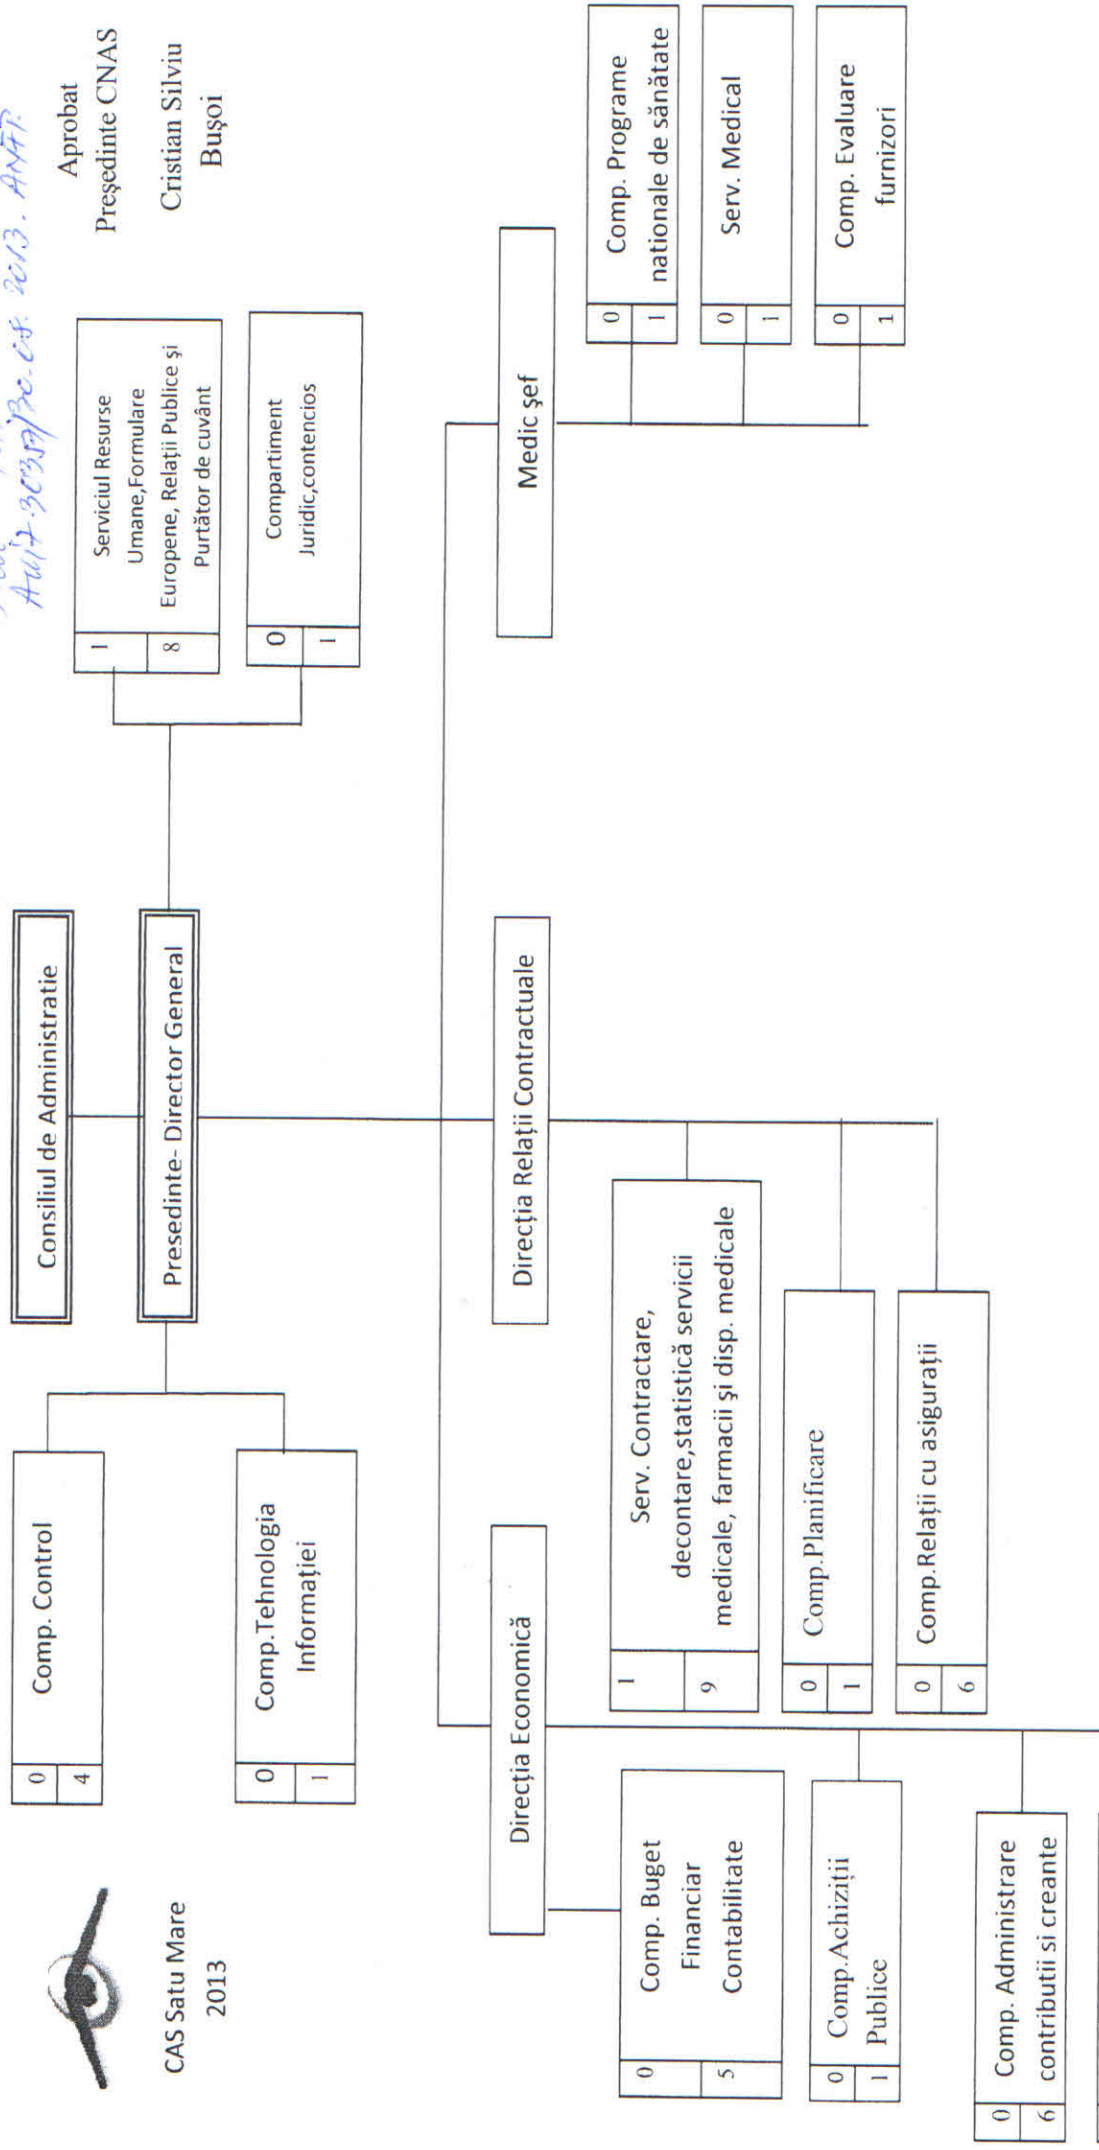 2013. ANFP.
Aprobat
Președinte CNAS
Cristian Silviu
Bușoi
CAS Satu Mare
2013
Consiliul de Administratie
Presedinte- Director General
0
4
Comp. Control
0
1
Comp.Tehnologia
Informației
1
8
Serviciul Resurse
Umane,Formulare
Europene, Relații Publice și
Purtător de cuvânt
0
1
Compartiment
Juridic,contencios
Direcția Economică
Direcția Relații Contractuale
Medic șef
0
5
Comp. Buget
Financiar
Contabilitate
0
1
Comp.Achiziții
Publice
0
6
Comp. Administrare
contributii si creante
1
9
Serv. Contractare,
decontare,statistică servicii
medicale, farmacii și disp. medicale
0
1
Comp.Planificare
0
6
Comp.Relații cu asigurații
0
1
Comp. Programe
nationale de sănătate
0
1
Serv. Medical
0
1
Comp. Evaluare
furnizori